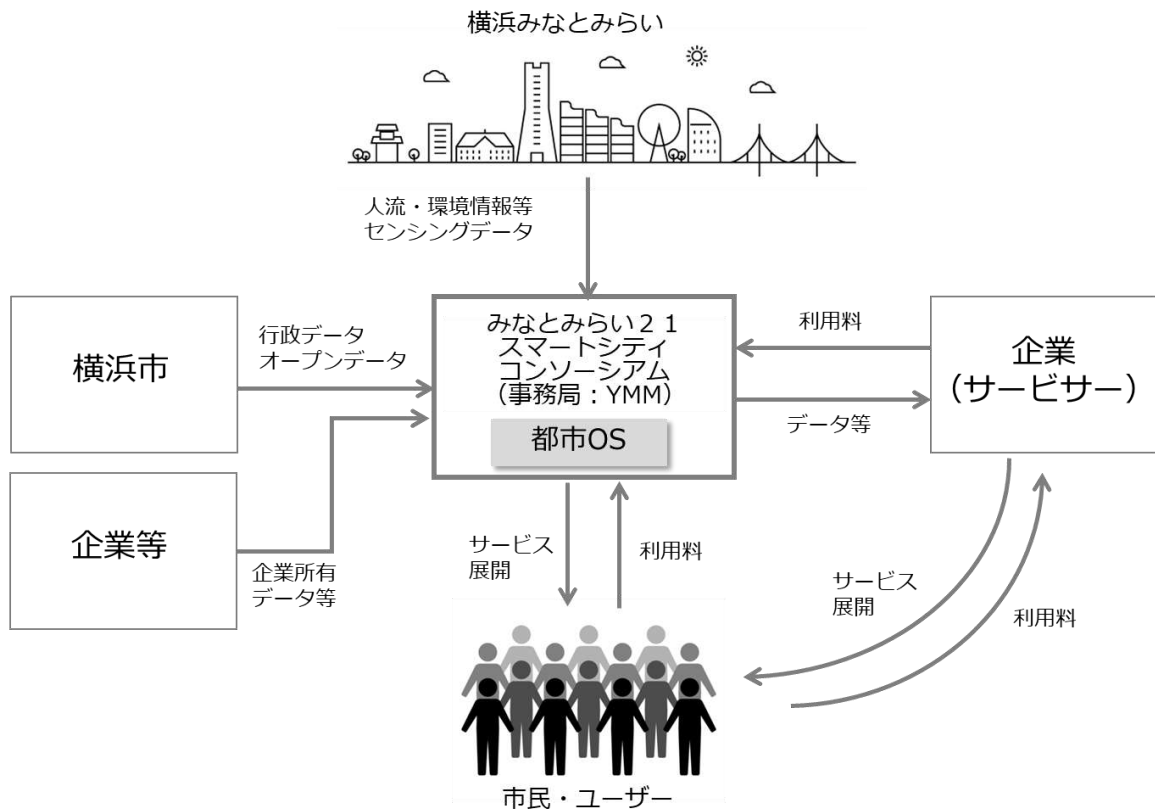 横浜みなとみらい
人流・環境情報等
センシングデータ
横浜市
行政データ
オープンデータ
みなとみらい２１
スマートシティ
コンソーシアム
（事務局：YMM）
都市OS
利用料
データ等
企業
（サービサー）
企業等
企業所有
データ等
サービス
展開
利用料
サービス
展開
利用料
市民・ユーザー